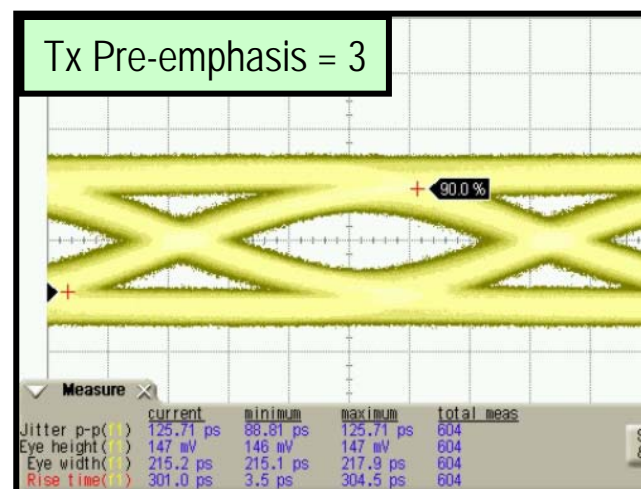 Tx Pre-emphasis = 3
90.0 %
Measure
current minimum maximum total meas
Jitter p-p(f1) 125.71 ps 88.81 ps 125.71 ps 604
Eye height(f1) 147 mV 146 mV 147 mV 604
Eye width(f1) 215.2 ps 215.1 ps 217.9 ps 604
Rise time(f1) 301.0 ps 3.5 ps 304.5 ps 604